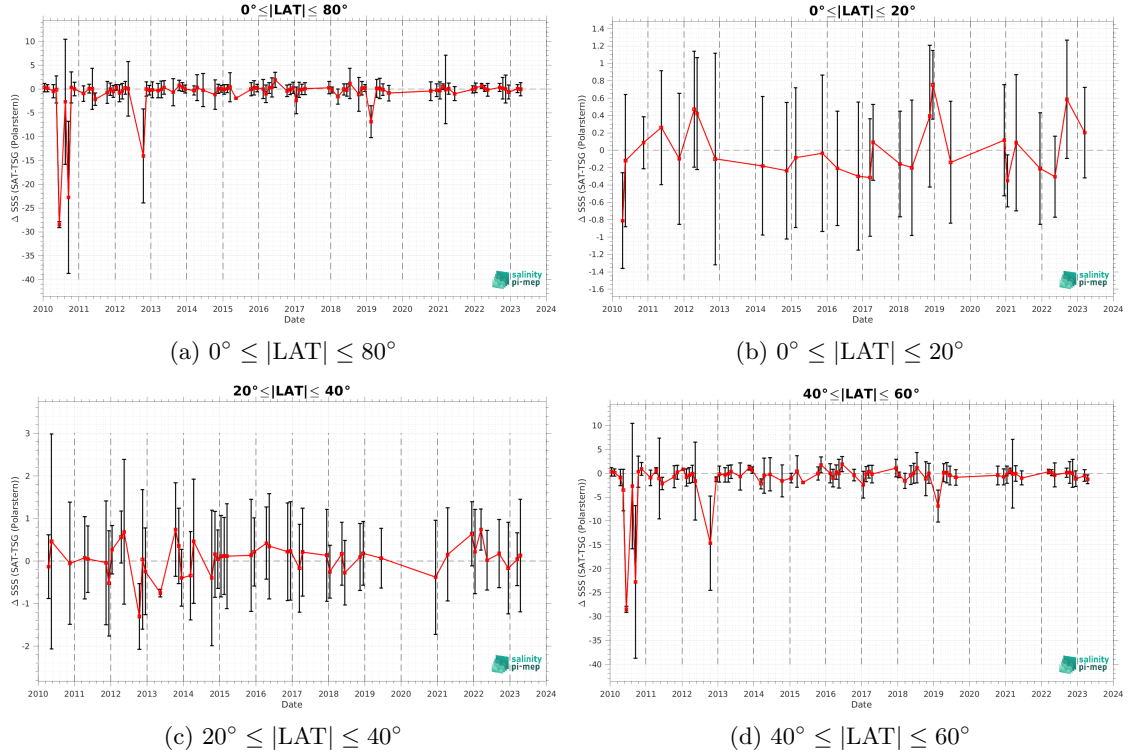 0°≤|LAT|≤ 80°
Δ SSS (SAT-TSG (Polarstern))
10
5
0
-5
-10
-15
-20
-25
-30
-35
-40
2010 2011 2012 2013 2014 2015 2016 2017 2018 2019 2020 2021 2022 2023 2024
Date
salinity
pi-mep
(a) 0° ≤ |LAT| ≤ 80°
0°≤|LAT|≤ 20°
Δ SSS (SAT-TSG (Polarstern))
1.4
1.2
1
0.8
0.6
0.4
0.2
0
-0.2
-0.4
-0.6
-0.8
-1
-1.2
-1.4
-1.6
2010 2011 2012 2013 2014 2015 2016 2017 2018 2019 2020 2021 2022 2023 2024
Date
salinity
pi-mep
(b) 0° ≤ |LAT| ≤ 20°
20°≤|LAT|≤ 40°
Δ SSS (SAT-TSG (Polarstern))
3
2
1
0
-1
-2
2010 2011 2012 2013 2014 2015 2016 2017 2018 2019 2020 2021 2022 2023 2024
Date
salinity
pi-mep
(c) 20° ≤ |LAT| ≤ 40°
40°≤|LAT|≤ 60°
Δ SSS (SAT-TSG (Polarstern))
10
5
0
-5
-10
-15
-20
-25
-30
-35
-40
2010 2011 2012 2013 2014 2015 2016 2017 2018 2019 2020 2021 2022 2023 2024
Date
salinity
pi-mep
(d) 40° ≤ |LAT| ≤ 60°